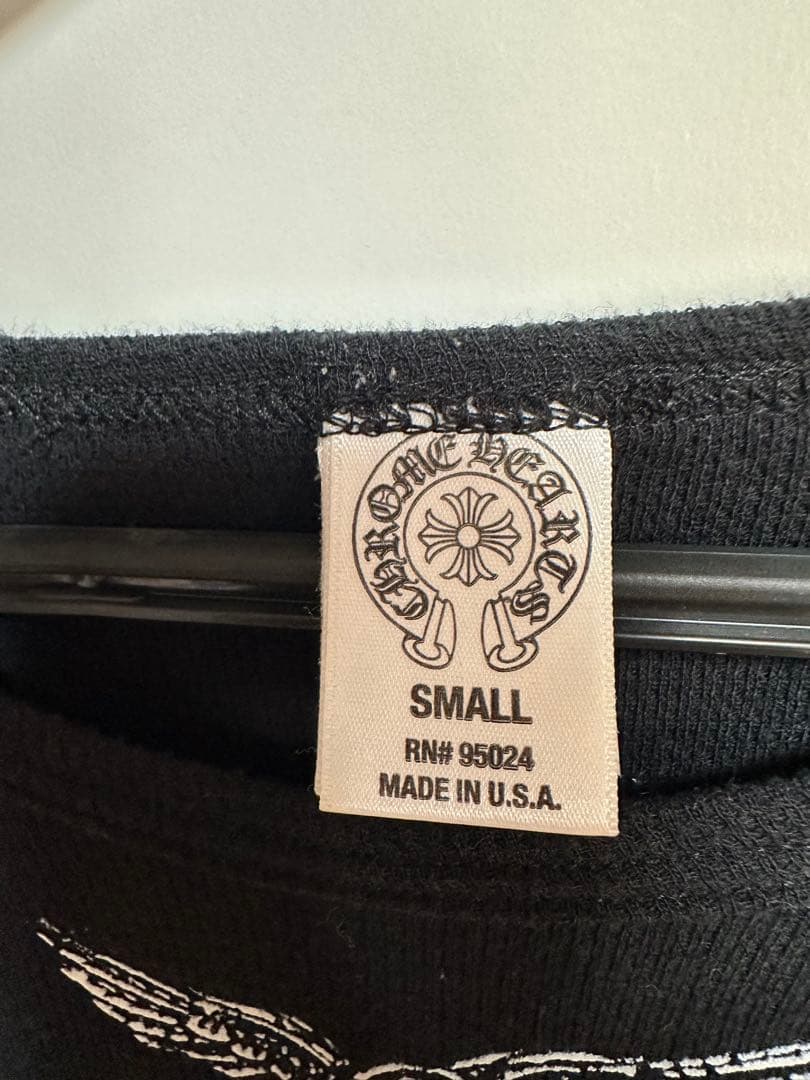 CHROME HEARTS
SMALL
RN# 95024
MADE IN U.S.A.